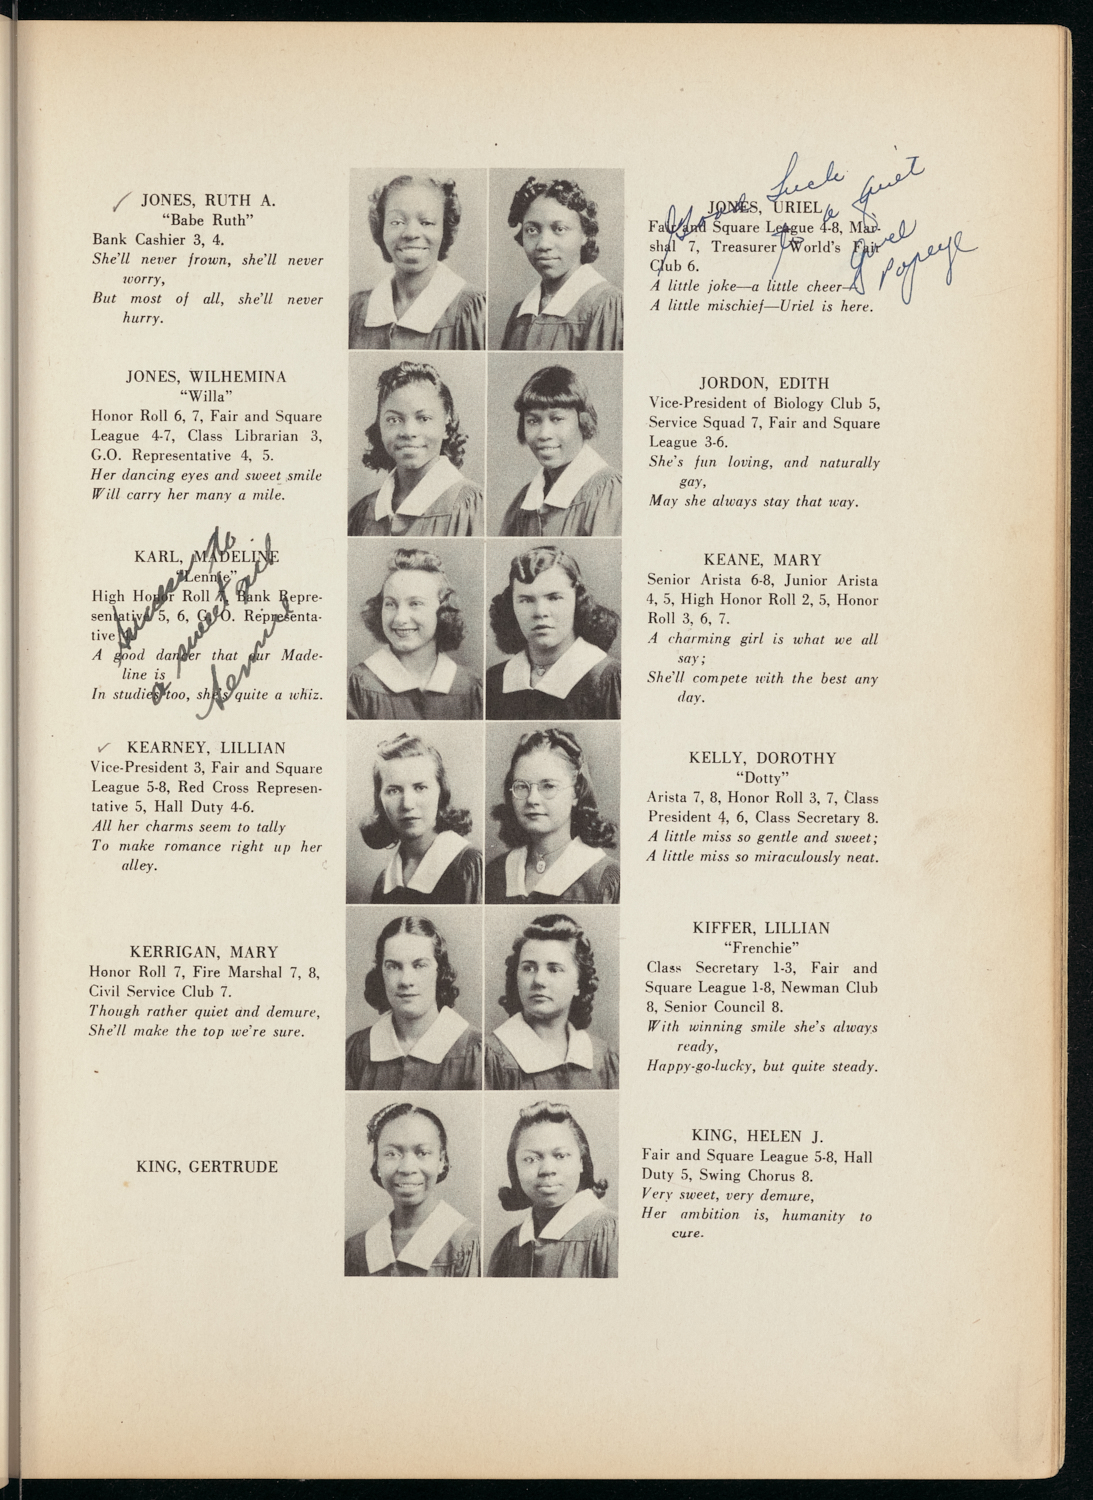 JONES, RUTH A.
"Babe Ruth"
Bank Cashier 3, 4.
She'll never frown, she'll never
worry,
But most of all, she'll never
hurry.
JONES, WILHEMINA
"Willa"
Honor Roll 6, 7, Fair and Square
League 4-7, Class Librarian 3,
G.O. Representative 4, 5.
Her dancing eyes and sweet smile
Will carry her many a mile.
KARL, MADELINE
"Lennie"
High Honor Roll 7, Bank Repre-
sentative 5, 6, G.O. Representa-
tive
A good dancer that our Made-
line is
In studies too, she's quite a whiz.
Success to
a sweet girl
Lennie
KEARNEY, LILLIAN
Vice-President 3, Fair and Square
League 5-8, Red Cross Represen-
tative 5, Hall Duty 4-6.
All her charms seem to tally
To make romance right up her
alley.
KERRIGAN, MARY
Honor Roll 7, Fire Marshal 7, 8,
Civil Service Club 7.
Though rather quiet and demure,
She'll make the top we're sure.
KING, GERTRUDE
JONES, URIEL
Fair and Square League 4-8, Mar-
shal 7, Treasurer World's Fair
Club 6.
A little joke—a little cheer—
A little mischief—Uriel is here.
Good Luck
to a quiet
Popeye
JORDON, EDITH
Vice-President of Biology Club 5,
Service Squad 7, Fair and Square
League 3-6.
She's fun loving, and naturally
gay,
May she always stay that way.
KEANE, MARY
Senior Arista 6-8, Junior Arista
4, 5, High Honor Roll 2, 5, Honor
Roll 3, 6, 7.
A charming girl is what we all
say;
She'll compete with the best any
day.
KELLY, DOROTHY
"Dotty"
Arista 7, 8, Honor Roll 3, 7, Class
President 4, 6, Class Secretary 8.
A little miss so gentle and sweet;
A little miss so miraculously neat.
KIFFER, LILLIAN
"Frenchie"
Class Secretary 1-3, Fair and
Square League 1-8, Newman Club
8, Senior Council 8.
With winning smile she's always
ready,
Happy-go-lucky, but quite steady.
KING, HELEN J.
Fair and Square League 5-8, Hall
Duty 5, Swing Chorus 8.
Very sweet, very demure,
Her ambition is, humanity to
cure.